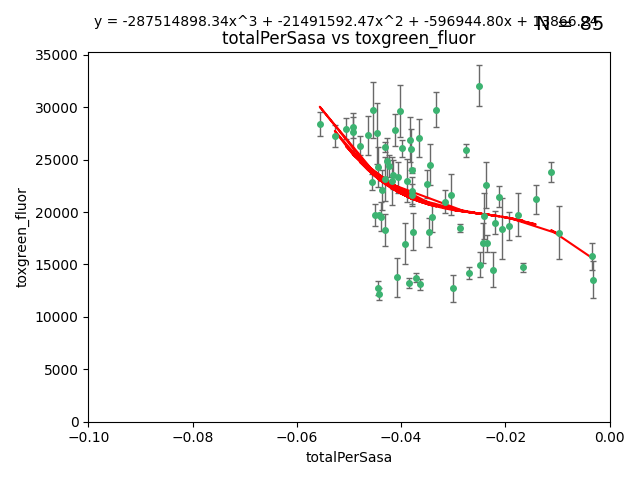 y = -287514898.34x^3 + -21491592.47x^2 + -596944.80x +
N = 85
totalPerSasa vs toxgreen_fluor
toxgreen_fluor
35000
30000
25000
20000
15000
10000
5000
0
−0.10
−0.08
−0.06
−0.04
−0.02
0.00
totalPerSasa